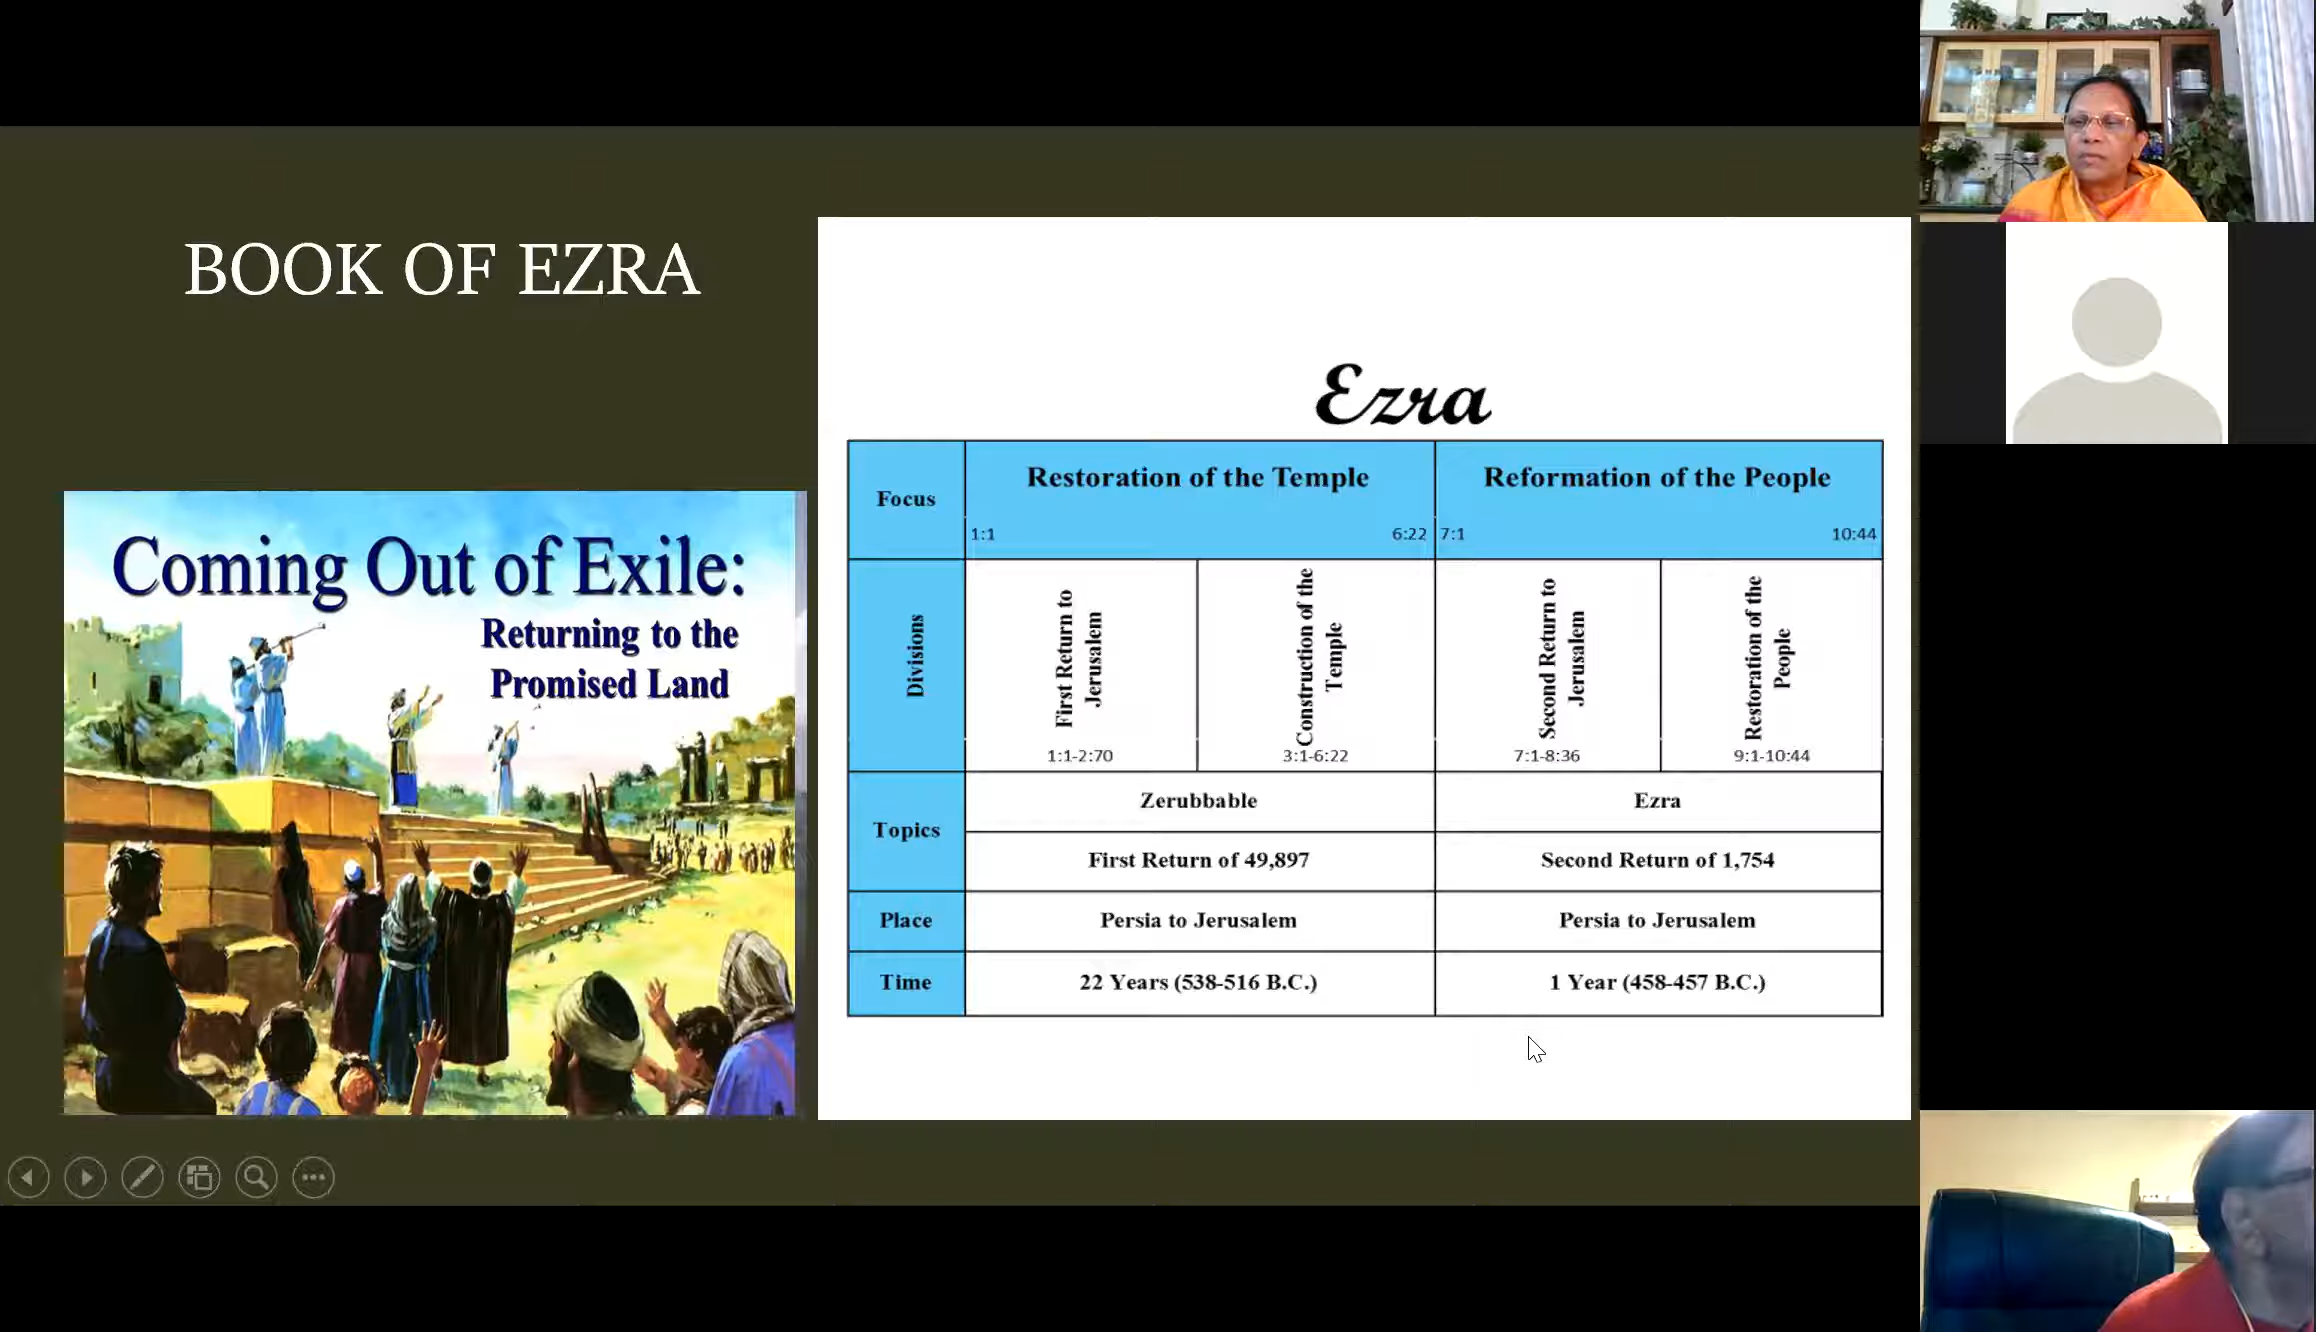 BOOK OF EZRA
Coming Out of Exile:
Returning to the
Promised Land
Ezra
Focus
Restoration of the Temple
1:1
6:22
Reformation of the People
7:1
10:44
Divisions
First Return to
Jerusalem
1:1-2:70
Construction of the
Temple
3:1-6:22
Second Return to
Jerusalem
7:1-8:36
Restoration of the
People
9:1-10:44
Topics
Zerubbable
Ezra
First Return of 49,897
Second Return of 1,754
Place
Persia to Jerusalem
Persia to Jerusalem
Time
22 Years (538-516 B.C.)
1 Year (458-457 B.C.)